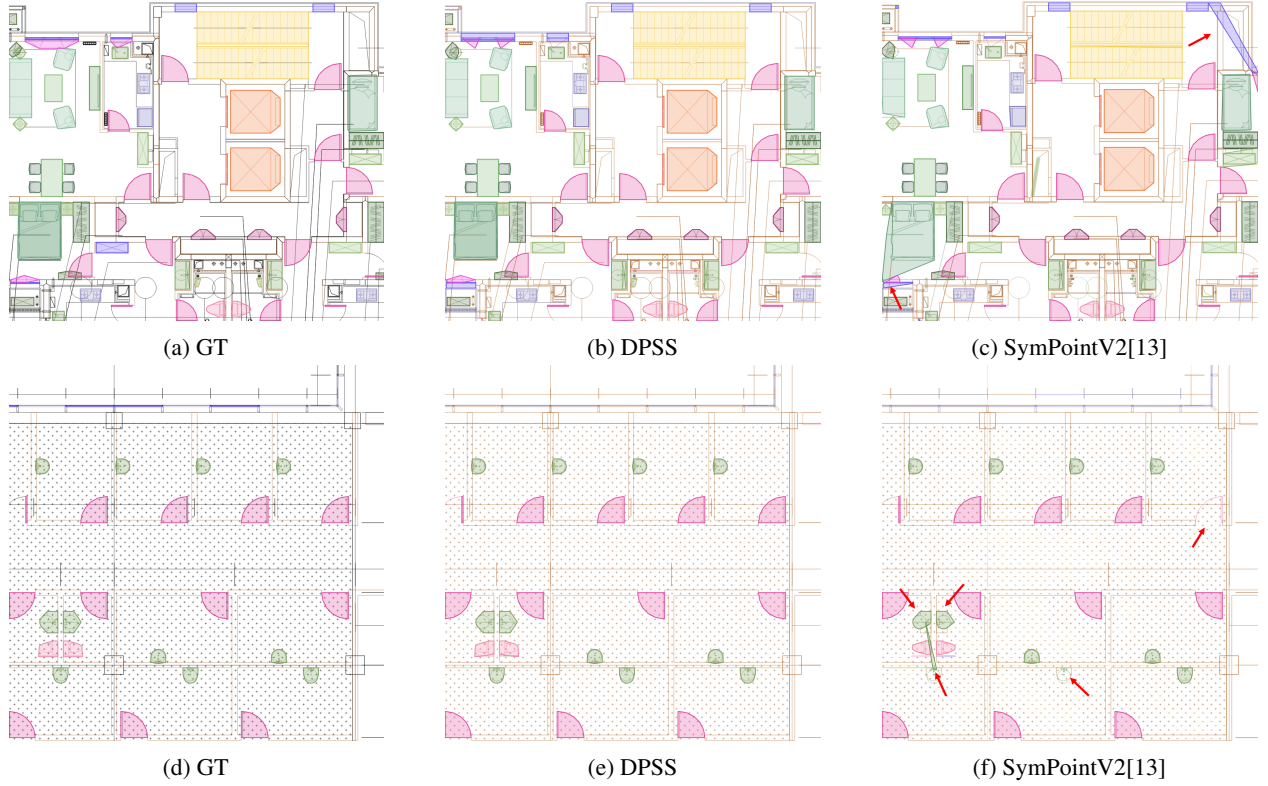 (a) GT
(b) DPSS
(c) SymPointV2[13]
(d) GT
(e) DPSS
(f) SymPointV2[13]